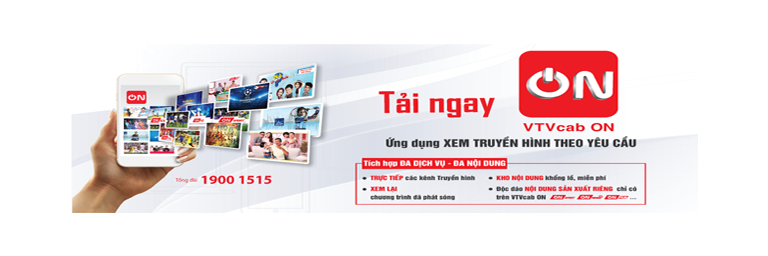 ON
Tải ngay
ON
VTVcab ON
Ứng dụng XEM TRUYỀN HÌNH THEO YÊU CẦU
Tích hợp ĐA DỊCH VỤ - ĐA NỘI DUNG
• TRỰC TIẾP các kênh Truyền hình
• XEM LẠI
chương trình đã phát sóng
• KHO NỘI DUNG khổng lồ, miễn phí
• Độc đáo NỘI DUNG SẢN XUẤT RIÊNG chỉ có
trên VTVcab ON
Tổng đài 1900 1515